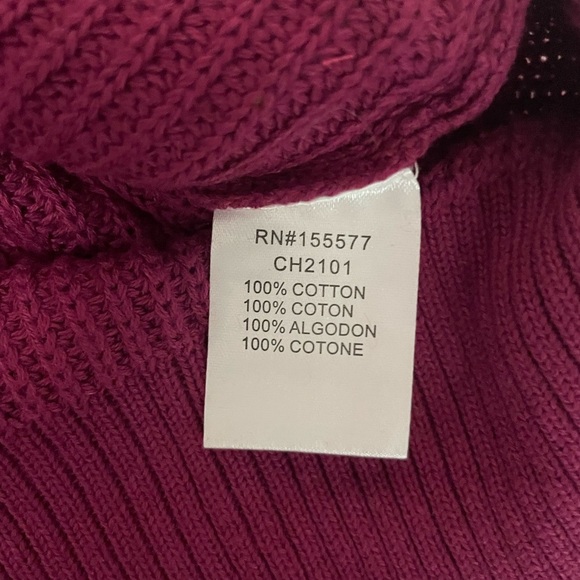 RN#155577
CH2101
100% COTTON
100% COTON
100% ALGODON
100% COTONE